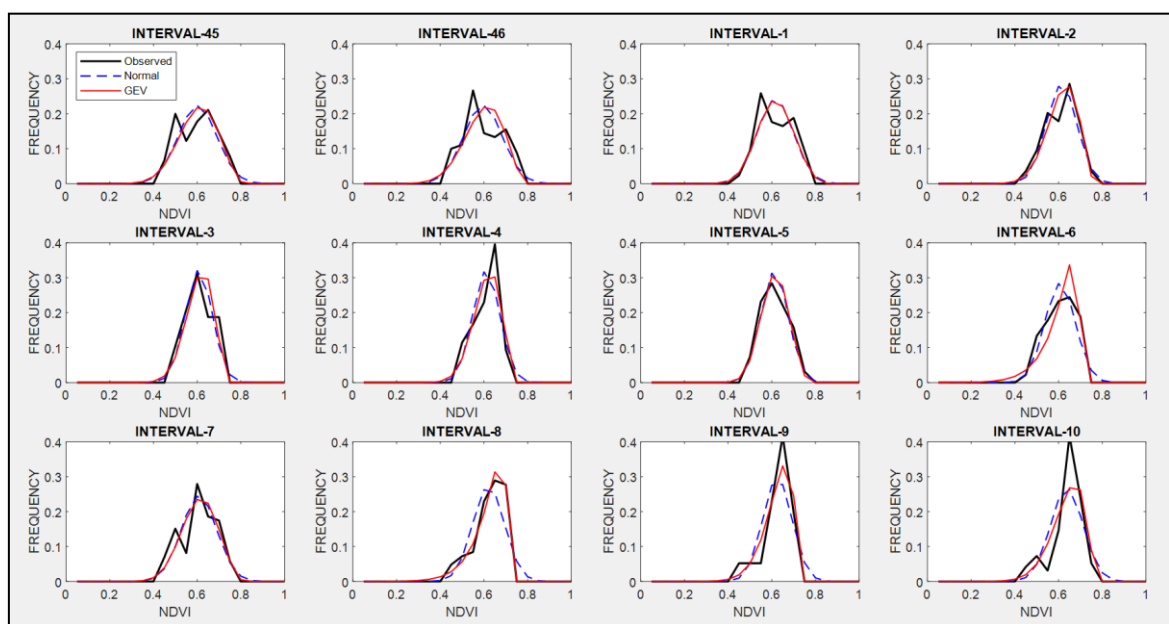 INTERVAL-45 INTERVAL-46 INTERVAL-1 INTERVAL-2
Observed
Normal
GEV
FREQUENCY FREQUENCY FREQUENCY FREQUENCY
0.4 0.4 0.4 0.4
0.3 0.3 0.3 0.3
0.2 0.2 0.2 0.2
0.1 0.1 0.1 0.1
0 0 0 0
0 0.2 0.4 0.6 0.8 1 0 0.2 0.4 0.6 0.8 1 0 0.2 0.4 0.6 0.8 1 0 0.2 0.4 0.6 0.8 1
NDVI NDVI NDVI NDVI
INTERVAL-3 INTERVAL-4 INTERVAL-5 INTERVAL-6
FREQUENCY FREQUENCY FREQUENCY FREQUENCY
0.4 0.4 0.4 0.4
0.3 0.3 0.3 0.3
0.2 0.2 0.2 0.2
0.1 0.1 0.1 0.1
0 0 0 0
0 0.2 0.4 0.6 0.8 1 0 0.2 0.4 0.6 0.8 1 0 0.2 0.4 0.6 0.8 1 0 0.2 0.4 0.6 0.8 1
NDVI NDVI NDVI NDVI
INTERVAL-7 INTERVAL-8 INTERVAL-9 INTERVAL-10
FREQUENCY FREQUENCY FREQUENCY FREQUENCY
0.4 0.4 0.4 0.4
0.3 0.3 0.3 0.3
0.2 0.2 0.2 0.2
0.1 0.1 0.1 0.1
0 0 0 0
0 0.2 0.4 0.6 0.8 1 0 0.2 0.4 0.6 0.8 1 0 0.2 0.4 0.6 0.8 1 0 0.2 0.4 0.6 0.8 1
NDVI NDVI NDVI NDVI